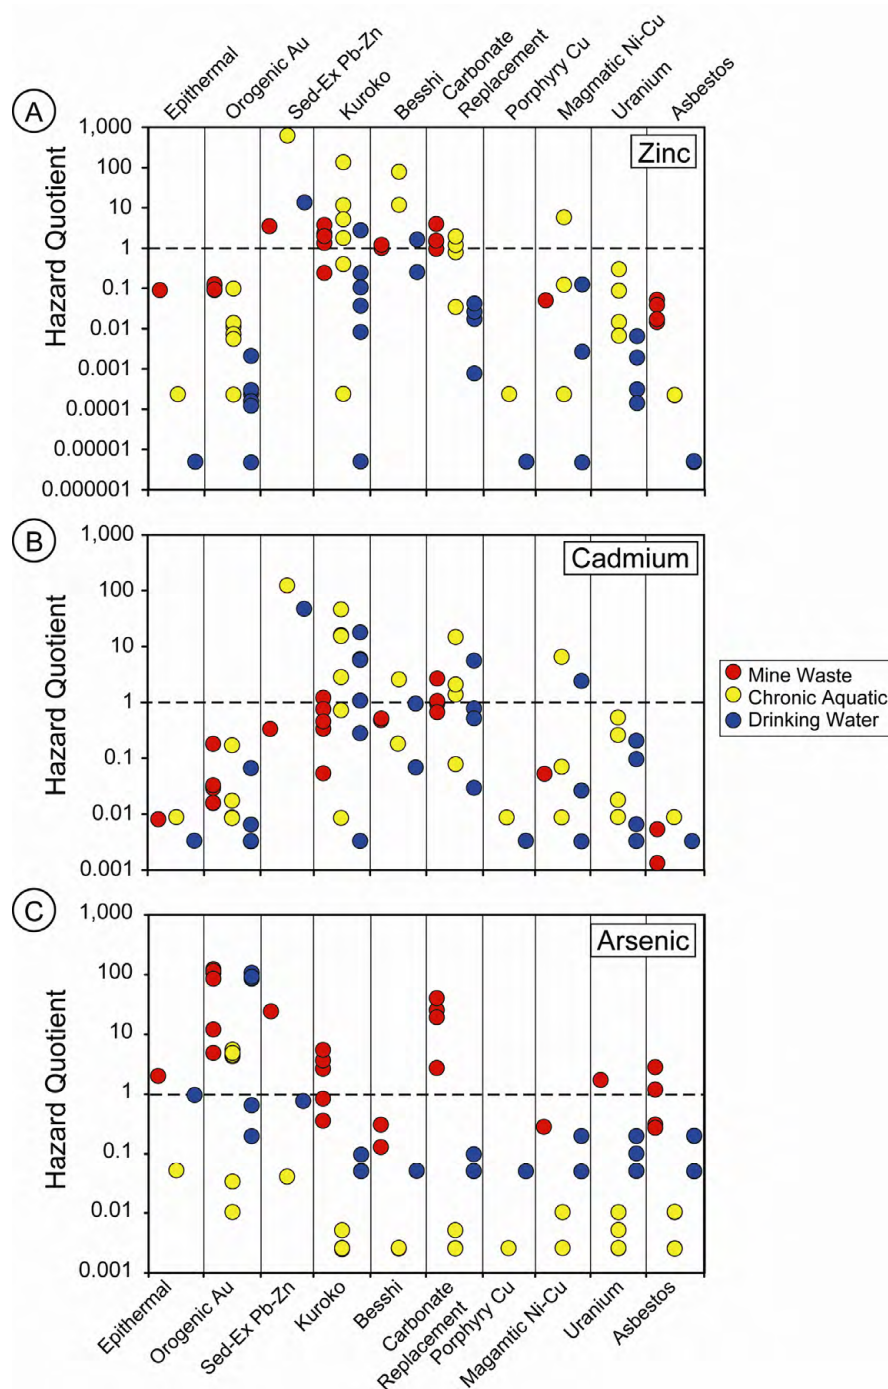 Epithermal
Orogenic Au
Sed-Ex Pb-Zn
Kuroko
Besshi
Carbonate
Replacement
Porphyry Cu
Magmatic Ni-Cu
Uranium
Asbestos
A
Zinc
Hazard Quotient
1,000
100
10
1
0.1
0.01
0.001
0.0001
0.00001
0.000001
B
Cadmium
Hazard Quotient
1,000
100
10
1
0.1
0.01
0.001
Mine Waste
Chronic Aquatic
Drinking Water
C
Arsenic
Hazard Quotient
1,000
100
10
1
0.1
0.01
0.001
Epithermal
Orogenic Au
Sed-Ex Pb-Zn
Kuroko
Besshi
Carbonate
Replacement
Porphyry Cu
Magamtic Ni-Cu
Uranium
Asbestos